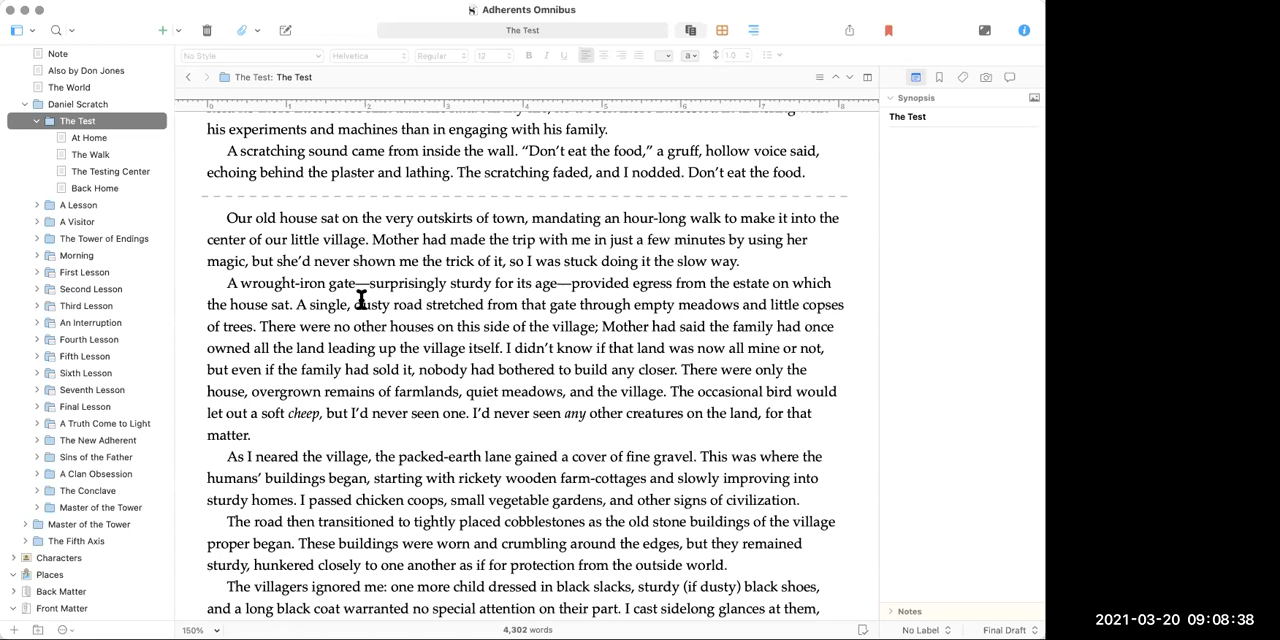 Adherents Omnibus
The Test
No Style
Helvetica
Regular
12
B
I
U
a
1.0
Note
Also by Don Jones
The World
Daniel Scratch
The Test
At Home
The Walk
The Testing Center
Back Home
A Lesson
A Visitor
The Tower of Endings
Morning
First Lesson
Second Lesson
Third Lesson
An Interruption
Fourth Lesson
Fifth Lesson
Sixth Lesson
Seventh Lesson
Final Lesson
A Truth Come to Light
The New Adherent
Sins of the Father
A Clan Obsession
The Conclave
Master of the Tower
Master of the Tower
The Fifth Axis
Characters
Places
Back Matter
Front Matter
The Test: The Test
0 1 2 3 4 5 6 7 8
his experiments and machines than in engaging with his family.
A scratching sound came from inside the wall. “Don’t eat the food,” a gruff, hollow voice said,
echoing behind the plaster and lathing. The scratching faded, and I nodded. Don’t eat the food.
Our old house sat on the very outskirts of town, mandating an hour-long walk to make it into the
center of our little village. Mother had made the trip with me in just a few minutes by using her
magic, but she’d never shown me the trick of it, so I was stuck doing it the slow way.
A wrought-iron gate—surprisingly sturdy for its age—provided egress from the estate on which
the house sat. A single, dusty road stretched from that gate through empty meadows and little copses
of trees. There were no other houses on this side of the village; Mother had said the family had once
owned all the land leading up the village itself. I didn’t know if that land was now all mine or not,
but even if the family had sold it, nobody had bothered to build any closer. There were only the
house, overgrown remains of farmlands, quiet meadows, and the village. The occasional bird would
let out a soft cheep, but I’d never seen one. I’d never seen any other creatures on the land, for that
matter.
As I neared the village, the packed-earth lane gained a cover of fine gravel. This was where the
humans’ buildings began, starting with rickety wooden farm-cottages and slowly improving into
sturdy homes. I passed chicken coops, small vegetable gardens, and other signs of civilization.
The road then transitioned to tightly placed cobblestones as the old stone buildings of the village
proper began. These buildings were worn and crumbling around the edges, but they remained
sturdy, hunkered closely to one another as if for protection from the outside world.
The villagers ignored me: one more child dressed in black slacks, sturdy (if dusty) black shoes,
and a long black coat warranted no special attention on their part. I cast sidelong glances at them,
150%
4,302 words
Synopsis
The Test
Notes
No Label
Final Draft
2021-03-20 09:08:38